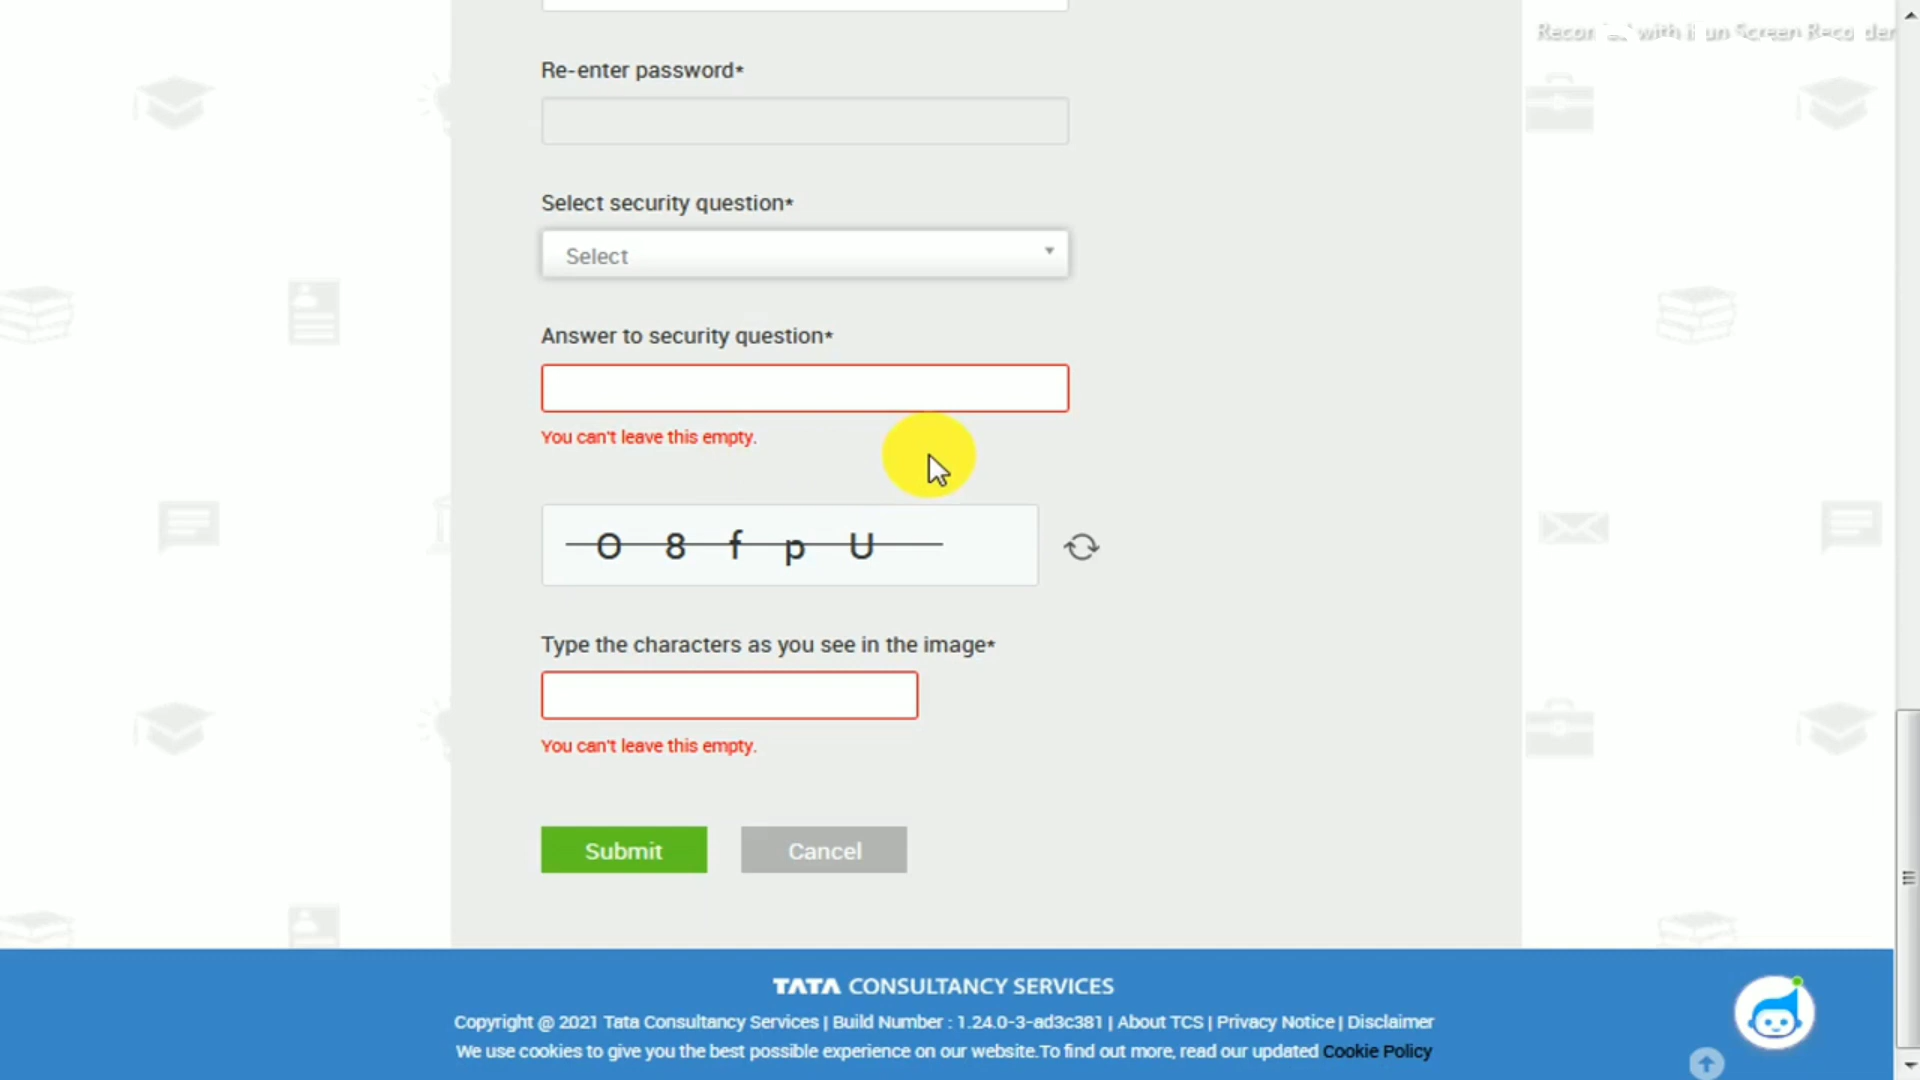 with
Screen
Re-enter password*
Select security question*
Select
Answer to security question*
You can't leave this empty.
O 8 f p U
Type the characters as you see in the image*
You can't leave this empty.
Submit Cancel
TATA CONSULTANCY SERVICES
Copyright @ 2021 Tata Consultancy Services | Build Number : 1.24.0-3-ad3c381 | About TCS | Privacy Notice | Disclaimer
We use cookies to give you the best possible experience on our website.To find out more, read our updated Cookie Policy